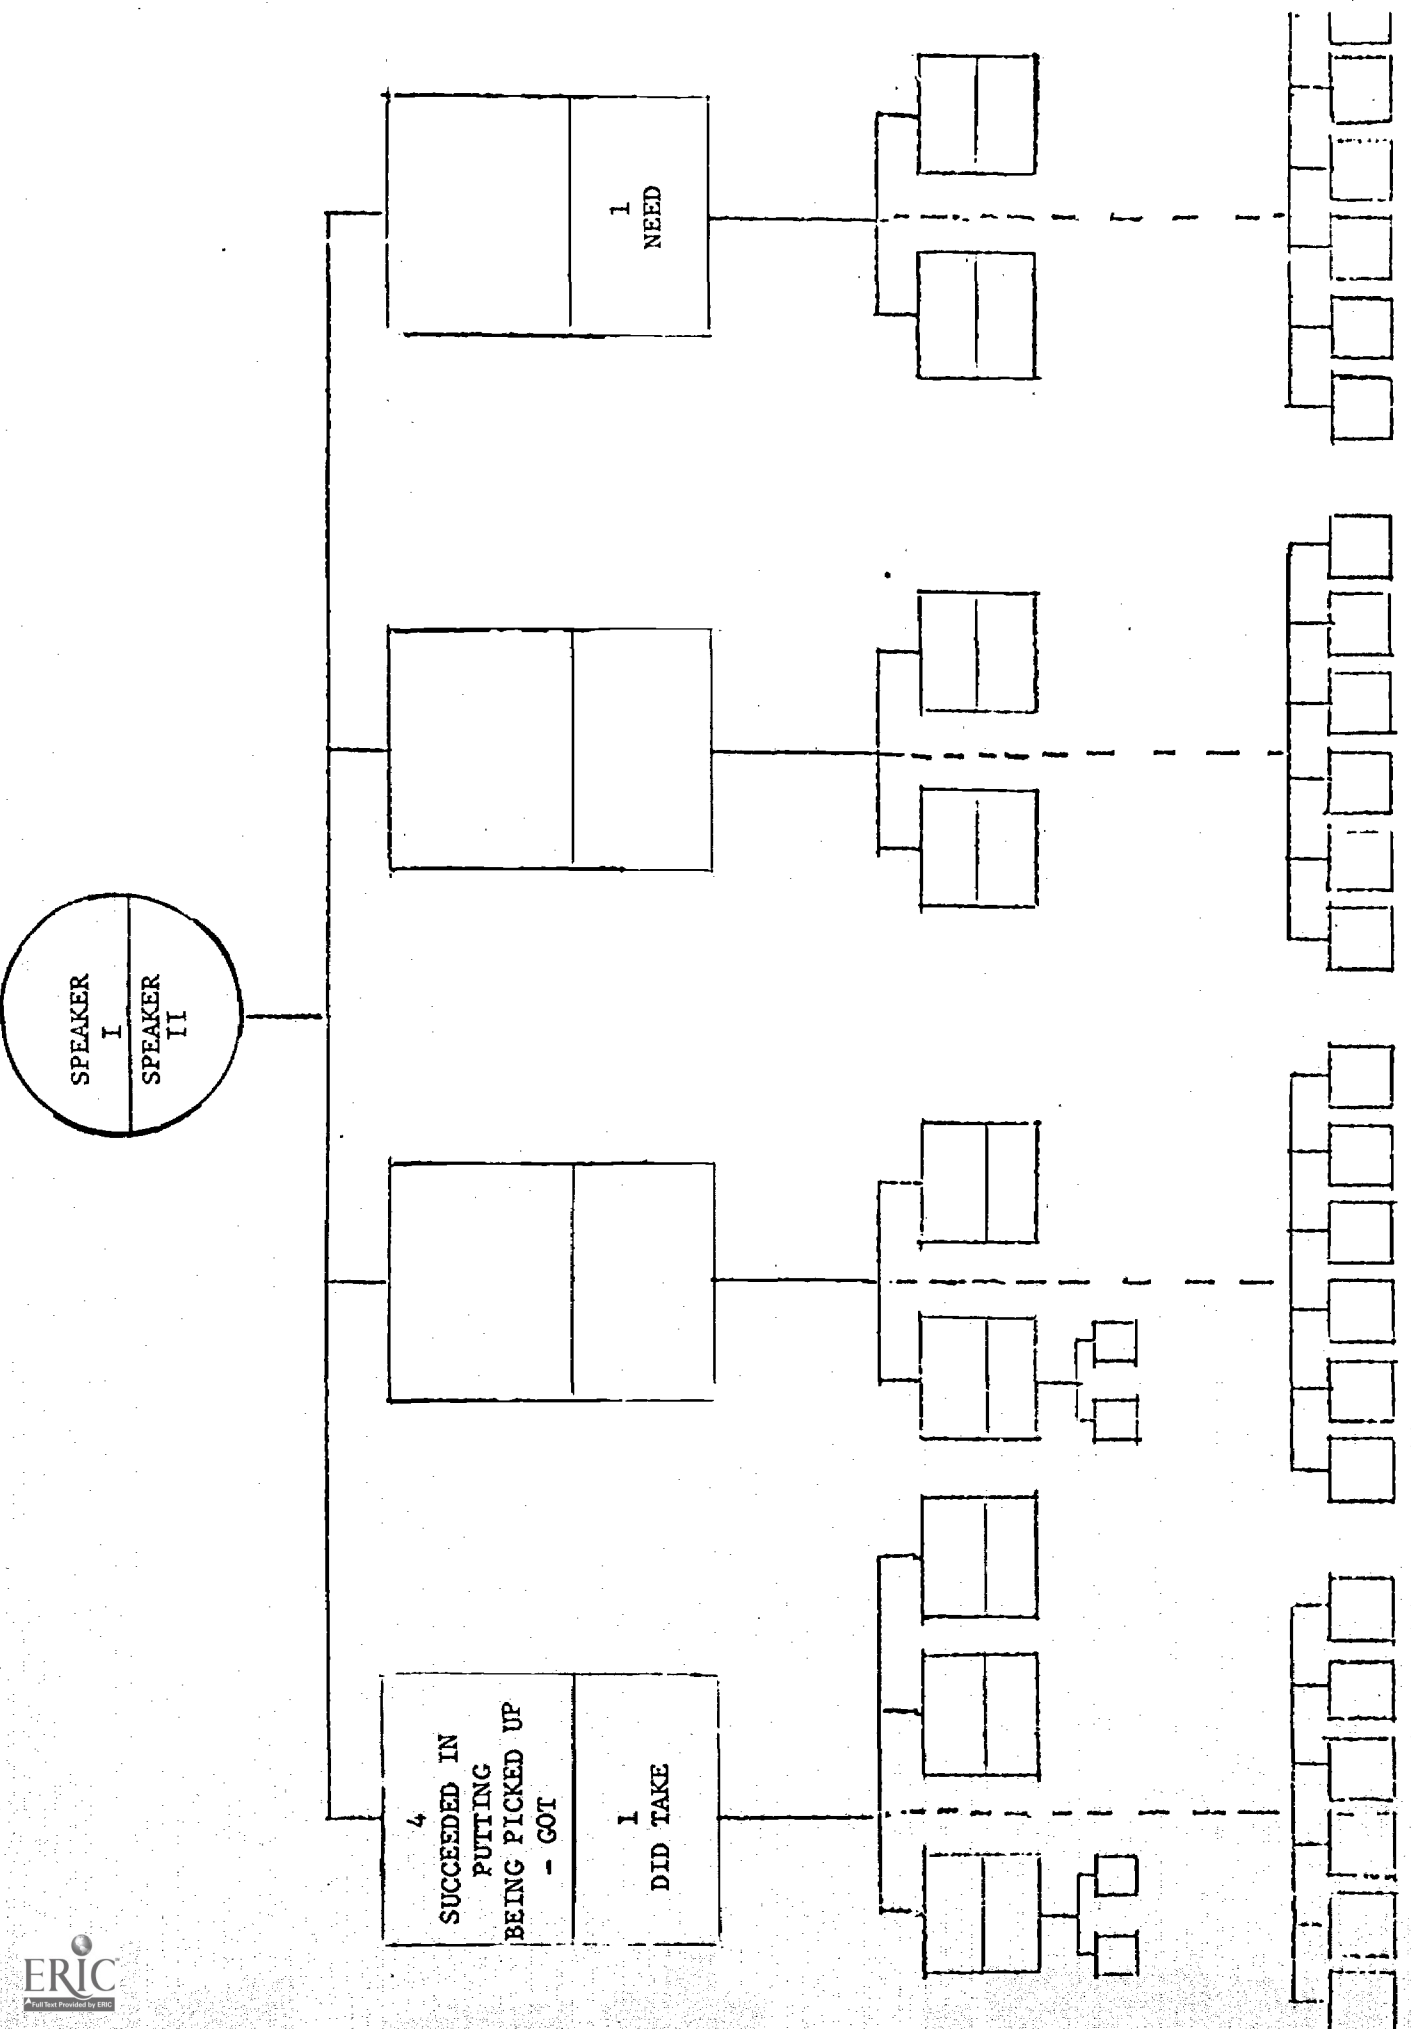 SPEAKER
I
SPEAKER
II
4
SUCCEEDED IN
PUTTING
BEING PICKED UP
- GOT
1
DID TAKE
1
NEED
ERIC
Full Text Provided by ERIC